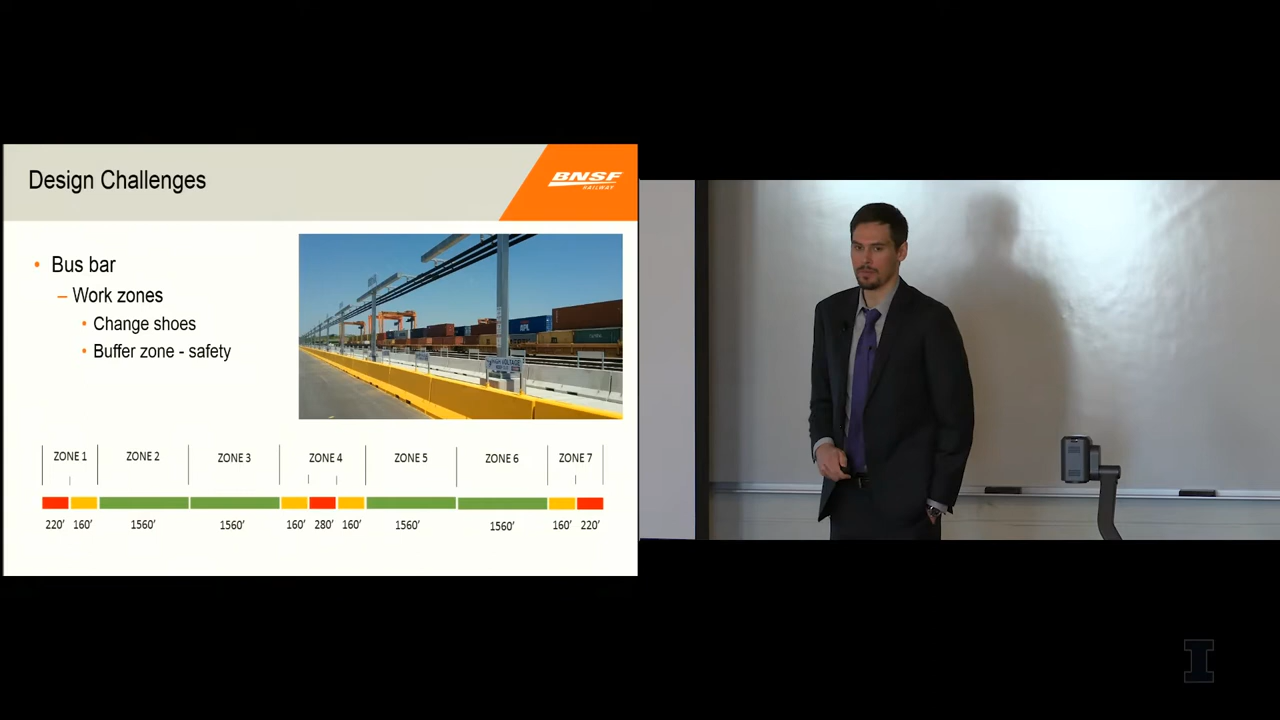 Design Challenges
BNSF
RAILWAY
• Bus bar
– Work zones
• Change shoes
• Buffer zone - safety
HIGH VOLTAGE
ZONE 1 ZONE 2 ZONE 3 ZONE 4 ZONE 5 ZONE 6 ZONE 7
220’ 160’ 1560’ 1560’ 160’ 280’ 160’ 1560’ 1560’ 160’ 220’
I